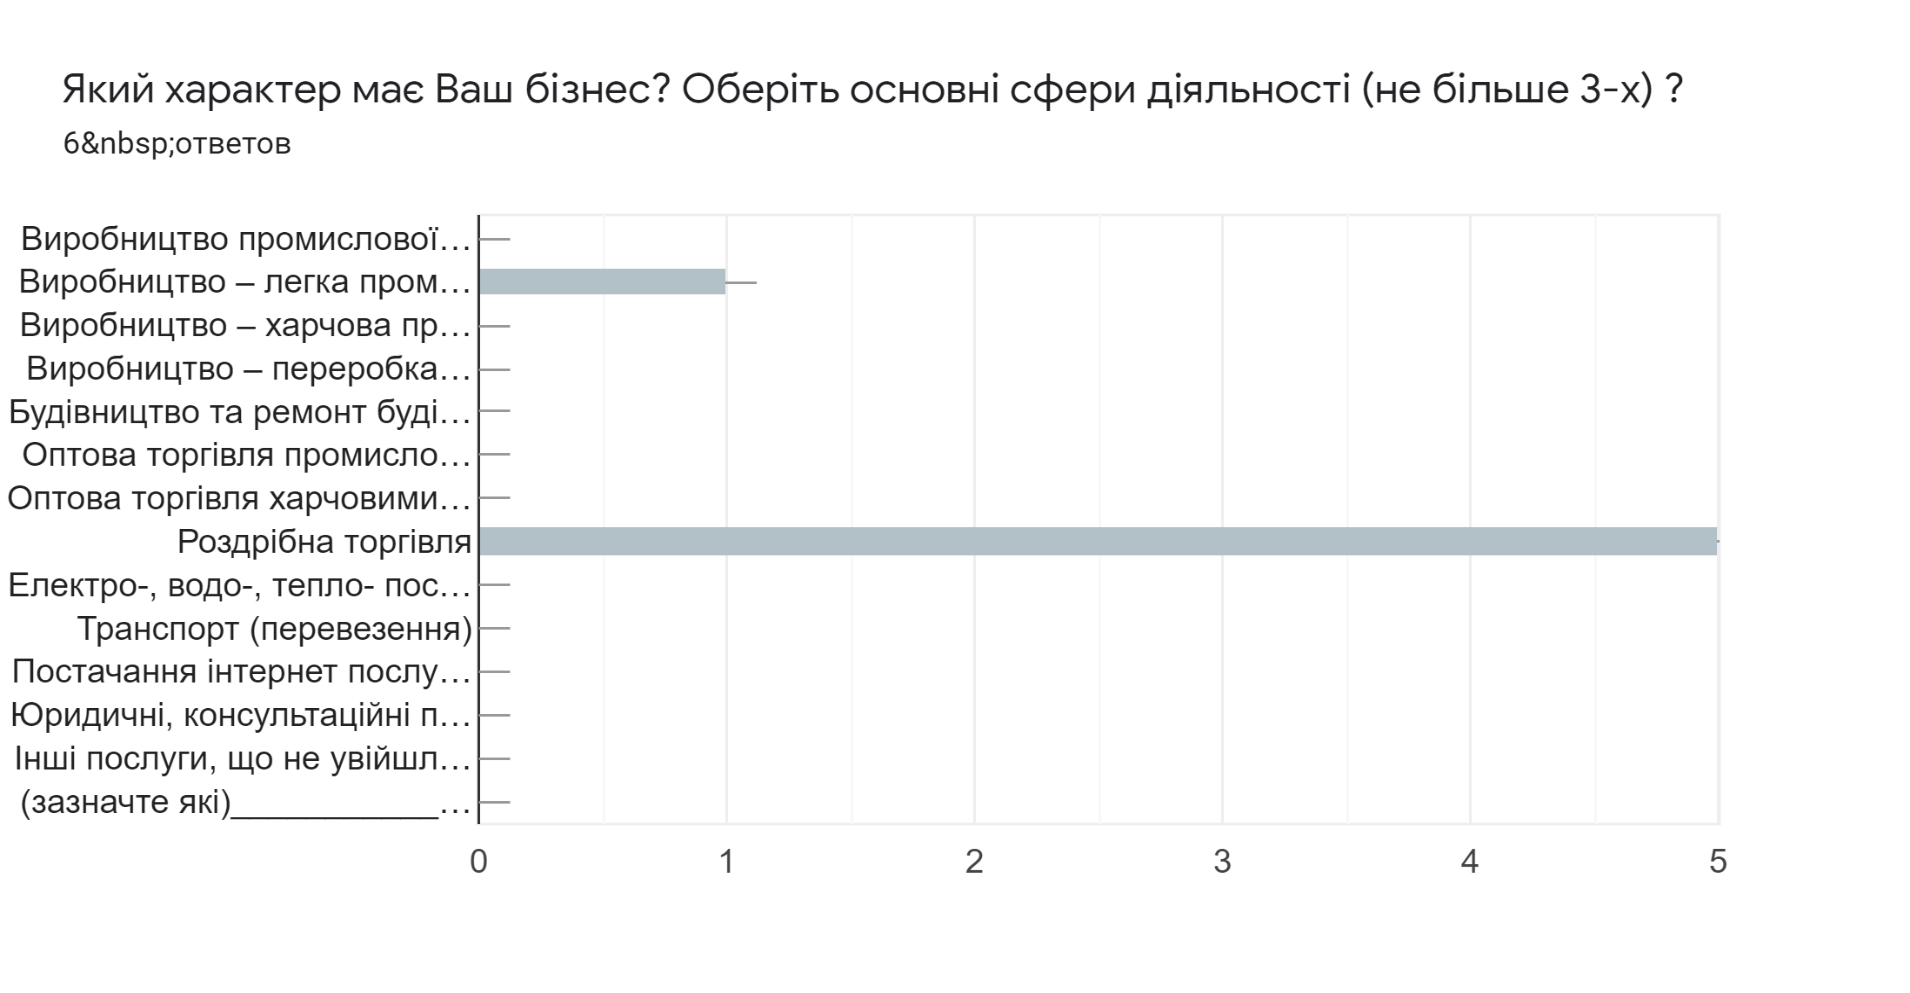 Який характер має Ваш бізнес? Оберіть основні сфери діяльності (не більше 3-х) ?
6&nbsp;ответов
Виробництво промислової…
Виробництво – легка пром…
Виробництво – харчова пр…
Виробництво – переробка…
Будівництво та ремонт буді…
Оптова торгівля промисло…
Оптова торгівля харчовими…
Роздрібна торгівля
Електро-, водо-, тепло- пос…
Транспорт (перевезення)
Постачання інтернет послу…
Юридичні, консультаційні п…
Інші послуги, що не увійшл…
(зазначте які)___________…
0 1 2 3 4 5